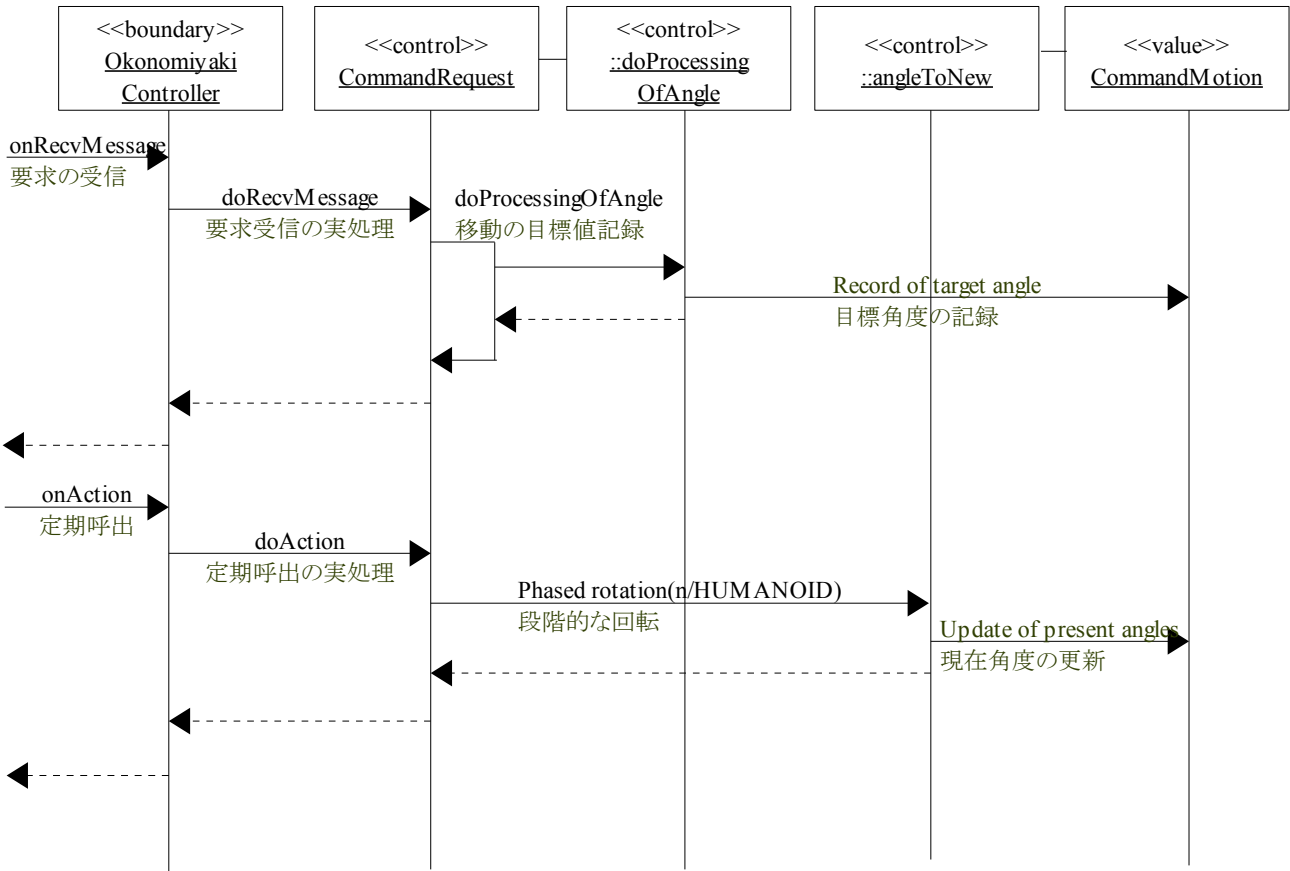 <<boundary>>
Okonomiyaki
Controller
<<control>>
CommandRequest
<<control>>
::doProcessing
OfAngle
<<control>>
::angleToNew
<<value>>
CommandMotion
onRecvMessage
要求の受信
doRecvMessage
要求受信の実処理
doProcessingOfAngle
移動の目標値記録
Record of target angle
目標角度の記録
onAction
定期呼出
doAction
定期呼出の実処理
Phased rotation(n/HUMANOID)
段階的な回転
Update of present angles
現在角度の更新